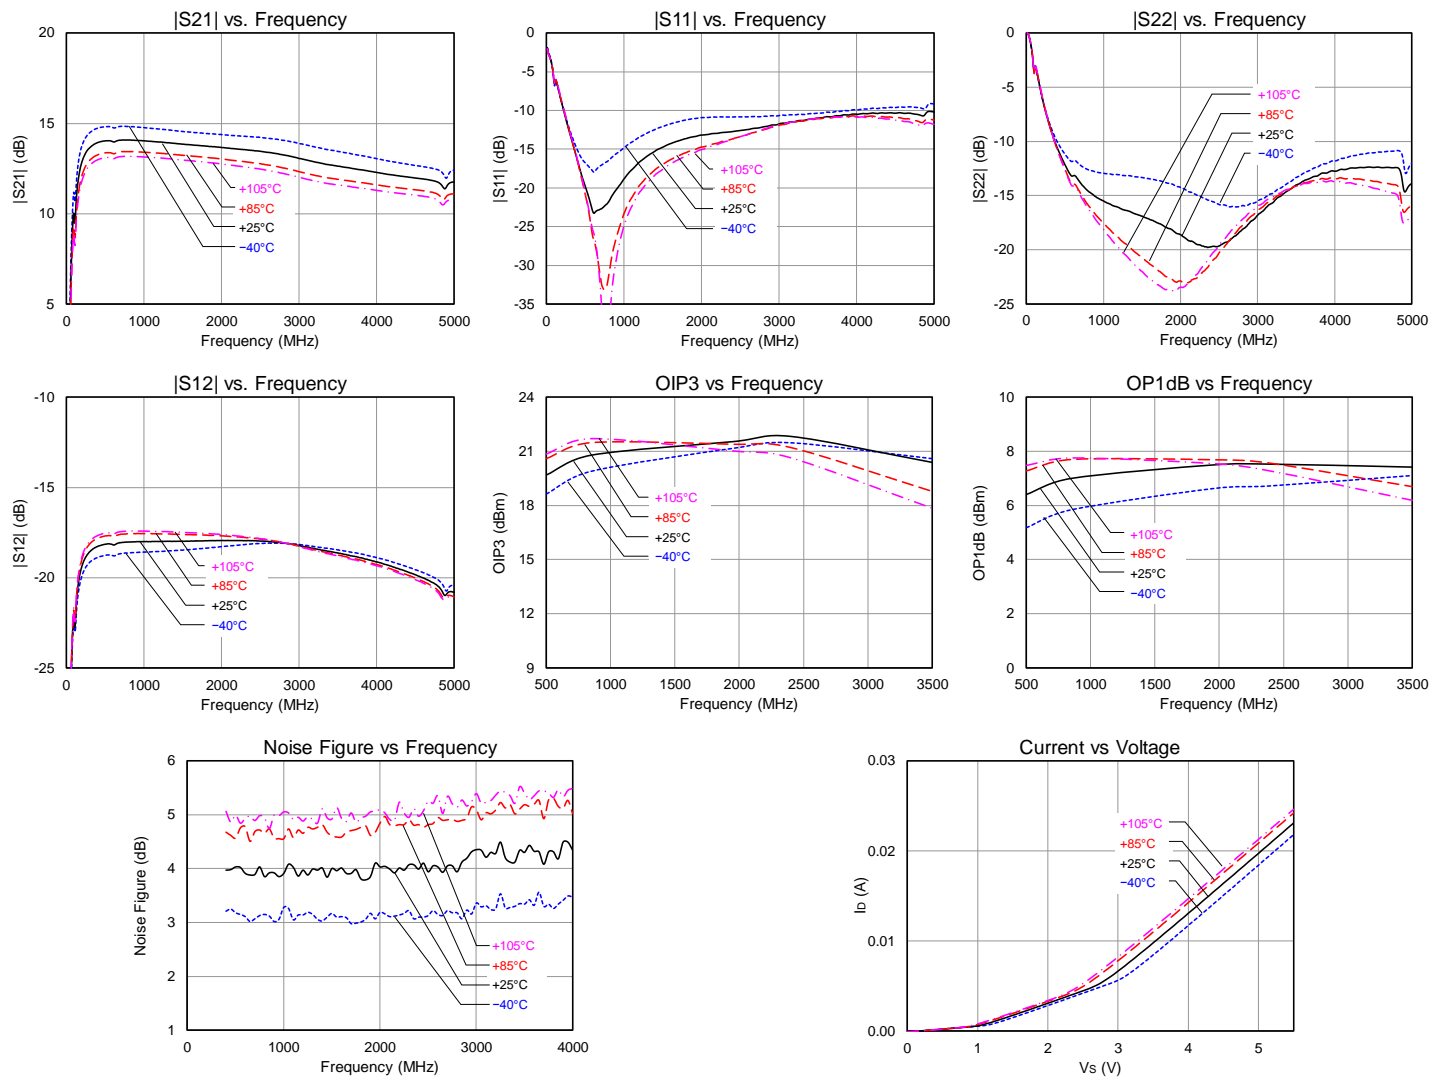 |S21| vs. Frequency
20
15
10
5
|S21| (dB)
+105°C
+85°C
+25°C
−40°C
0 1000 2000 3000 4000 5000
Frequency (MHz)
|S11| vs. Frequency
0
-5
-10
-15
-20
-25
-30
-35
|S11| (dB)
+105°C
+85°C
+25°C
−40°C
0 1000 2000 3000 4000 5000
Frequency (MHz)
|S22| vs. Frequency
0
-5
-10
-15
-20
-25
|S22| (dB)
+105°C
+85°C
+25°C
−40°C
0 1000 2000 3000 4000 5000
Frequency (MHz)
|S12| vs. Frequency
-10
-15
-20
-25
|S12| (dB)
+105°C
+85°C
+25°C
−40°C
0 1000 2000 3000 4000 5000
Frequency (MHz)
OIP3 vs Frequency
24
21
18
15
12
9
OIP3 (dBm)
+105°C
+85°C
+25°C
−40°C
500 1000 1500 2000 2500 3000 3500
Frequency (MHz)
OP1dB vs Frequency
10
8
6
4
2
0
OP1dB (dBm)
+105°C
+85°C
+25°C
−40°C
500 1000 1500 2000 2500 3000 3500
Frequency (MHz)
Noise Figure vs Frequency
6
5
4
3
2
1
Noise Figure (dB)
+105°C
+85°C
+25°C
−40°C
0 1000 2000 3000 4000
Frequency (MHz)
Current vs Voltage
0.03
0.02
0.01
0.00
ID (A)
+105°C
+85°C
+25°C
−40°C
0 1 2 3 4 5
VS (V)